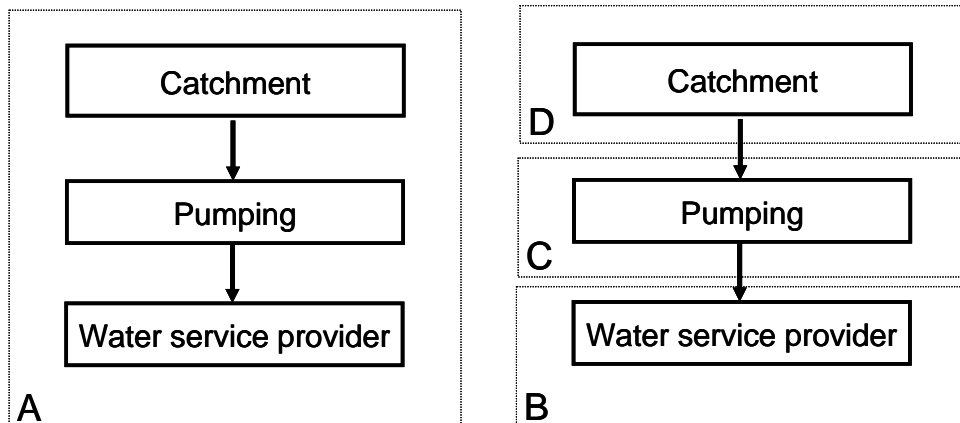 Catchment
Pumping
Water service provider
A
Catchment
D
Pumping
C
Water service provider
B